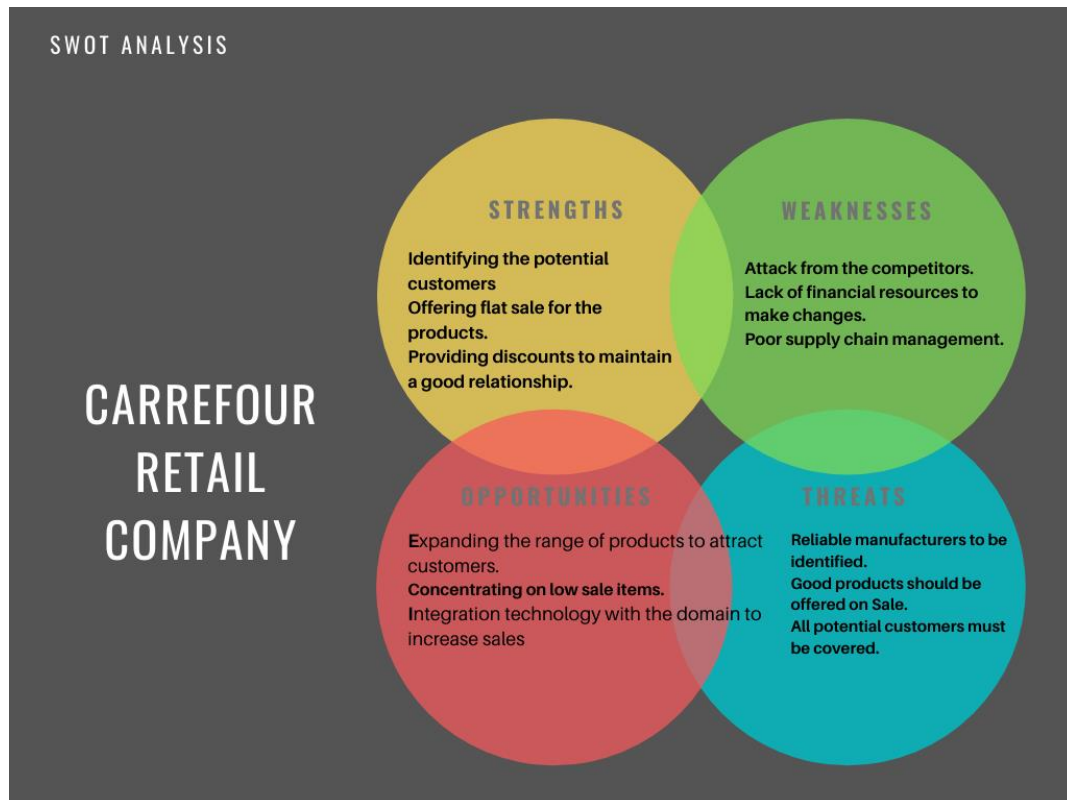 SWOT ANALYSIS
CARREFOUR
RETAIL
COMPANY
STRENGTHS
Identifying the potential
customers
Offering flat sale for the
products.
Providing discounts to maintain
a good relationship.
WEAKNESSES
Attack from the competitors.
Lack of financial resources to
make changes.
Poor supply chain management.
OPPORTUNITIES
Expanding the range of products to attract
customers.
Concentrating on low sale items.
Integration technology with the domain to
increase sales
THREATS
Reliable manufacturers to be
identified.
Good products should be
offered on Sale.
All potential customers must
be covered.